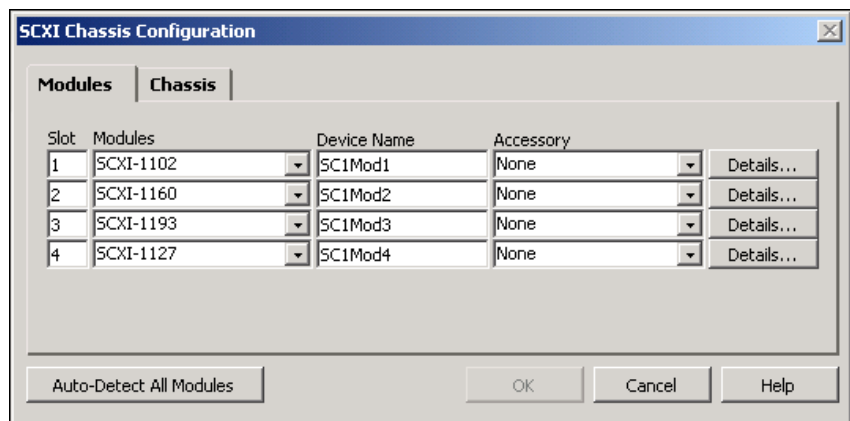 SCXI Chassis Configuration
Modules Chassis
Slot Modules Device Name Accessory
1 SCXI-1102 SC1Mod1 None Details...
2 SCXI-1160 SC1Mod2 None Details...
3 SCXI-1193 SC1Mod3 None Details...
4 SCXI-1127 SC1Mod4 None Details...
Auto-Detect All Modules OK Cancel Help